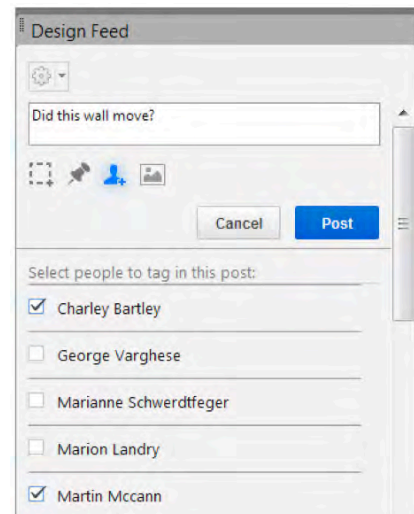 Design Feed
Did this wall move?
Cancel Post
Select people to tag in this post:
Charley Bartley
George Varghese
Marianne Schwerdtfeger
Marion Landry
Martin Mccann